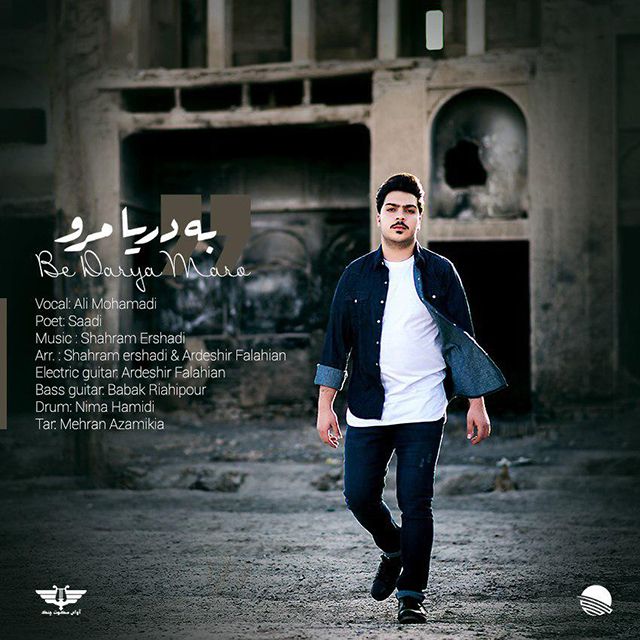 به دریا مرو
Be Darya Maro
Vocal: Ali Mohamadi
Poet: Saadi
Music : Shahram Ershadi
Arr. : Shahram ershadi & Ardeshir Falahian
Electric guitar: Ardeshir Falahian
Bass guitar: Babak Riahipour
Drum: Nima Hamidi
Tar: Mehran Azamikia